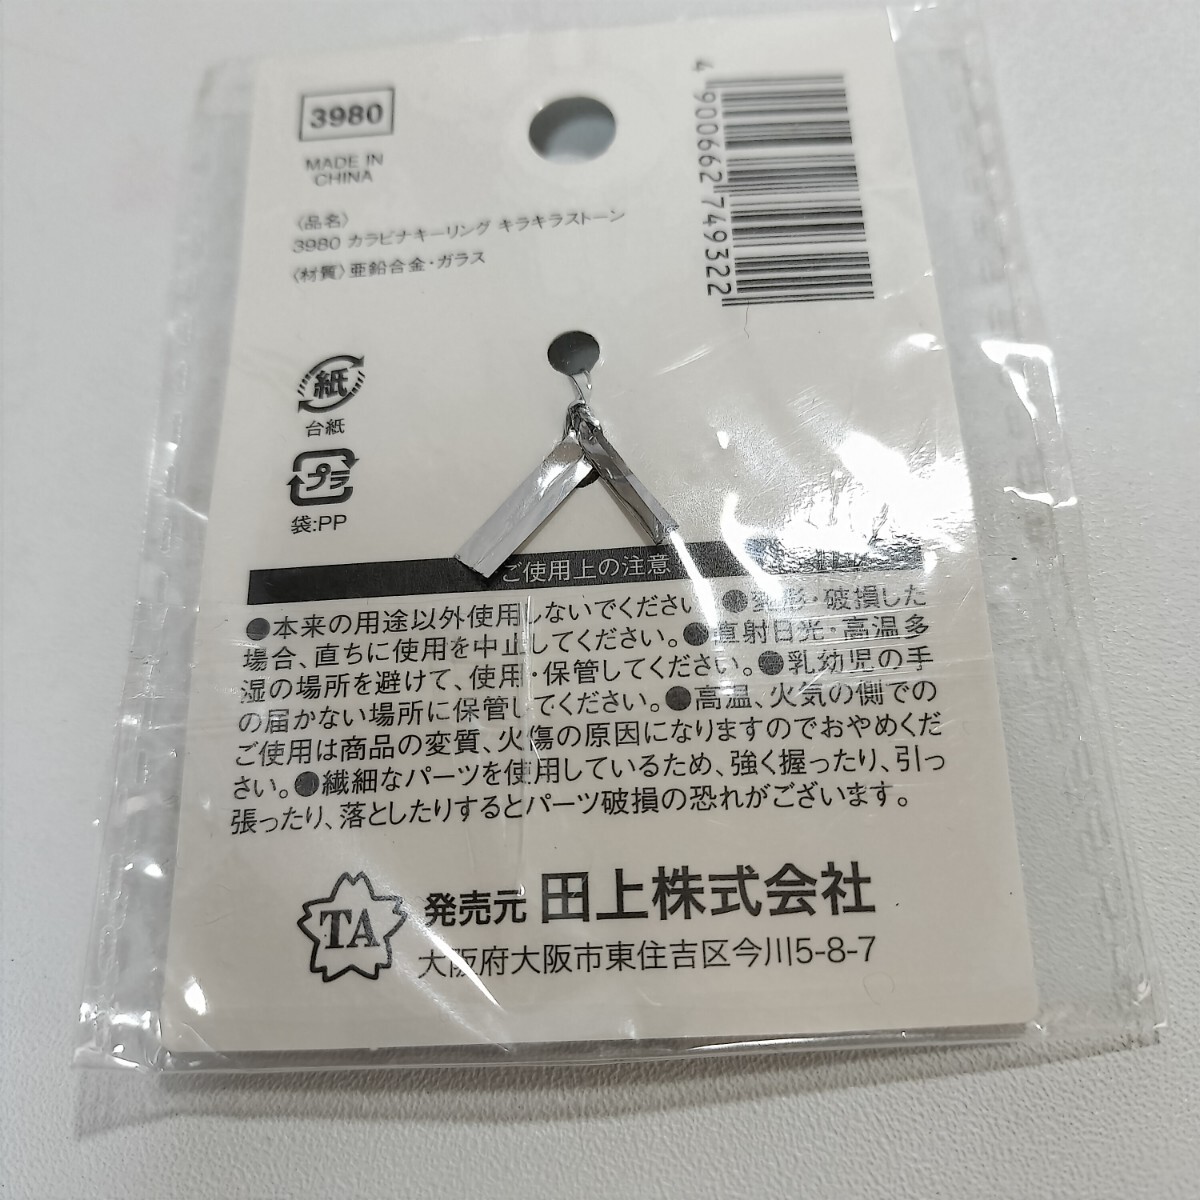 3980
MADE IN
CHINA
4900662749322
〈品名〉
3980 カラビナキーリング キラキラストーン
〈材質〉亜鉛合金・ガラス
紙
台紙
プラ
袋:PP
ご使用上の注意
●本来の用途以外使用しないでください。●変形・破損した
場合、直ちに使用を中止してください。●直射日光・高温多
湿の場所を避けて、使用・保管してください。●乳幼児の手
の届かない場所に保管してください。●高温、火気の側での
ご使用は商品の変質、火傷の原因になりますのでおやめくだ
さい。●繊細なパーツを使用しているため、強く握ったり、引っ
張ったり、落としたりするとパーツ破損の恐れがございます。
TA
発売元 田上株式会社
大阪府大阪市東住吉区今川5-8-7